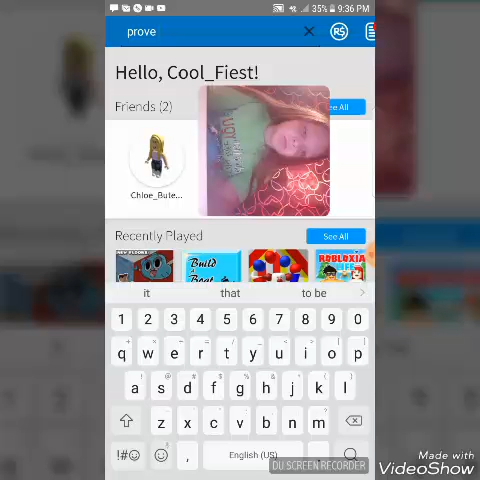 35% 9:36 PM
prove
R$
Hello, Cool_Fiest!
Friends (2)
See All
Chloe_Bute...
Recently Played
See All
Build
a
Boat
ROBLOXIA
LIFE
it that to be
1 2 3 4 5 6 7 8 9 0
q w e r t y u i o p
a s d f g h j k l
z x c v b n m
!#☺ , English (US) .
DU SCREEN RECORDER
Made with
VideoShow